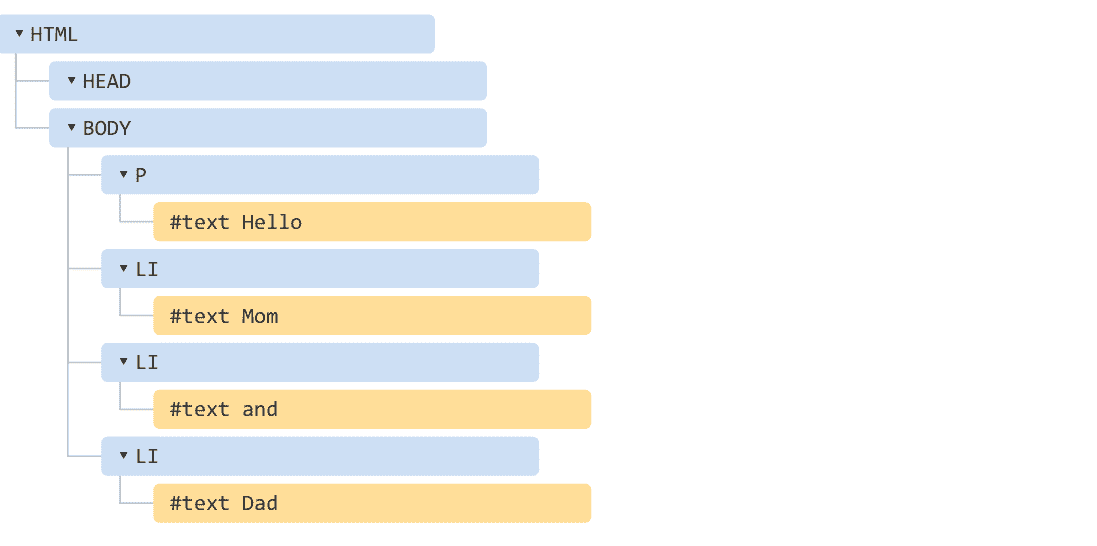 HTML
HEAD
BODY
P
#text Hello
LI
#text Mom
LI
#text and
LI
#text Dad